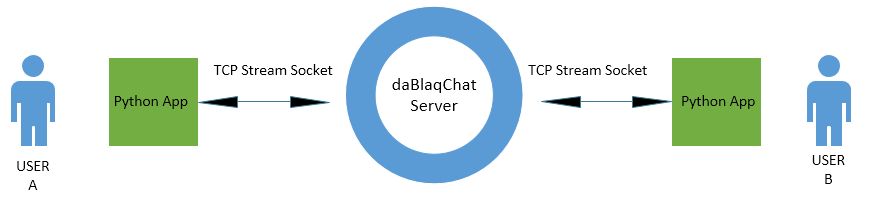 TCP Stream Socket
TCP Stream Socket
daBlaqChat
Server
Python App
Python App
USER
A
USER
B